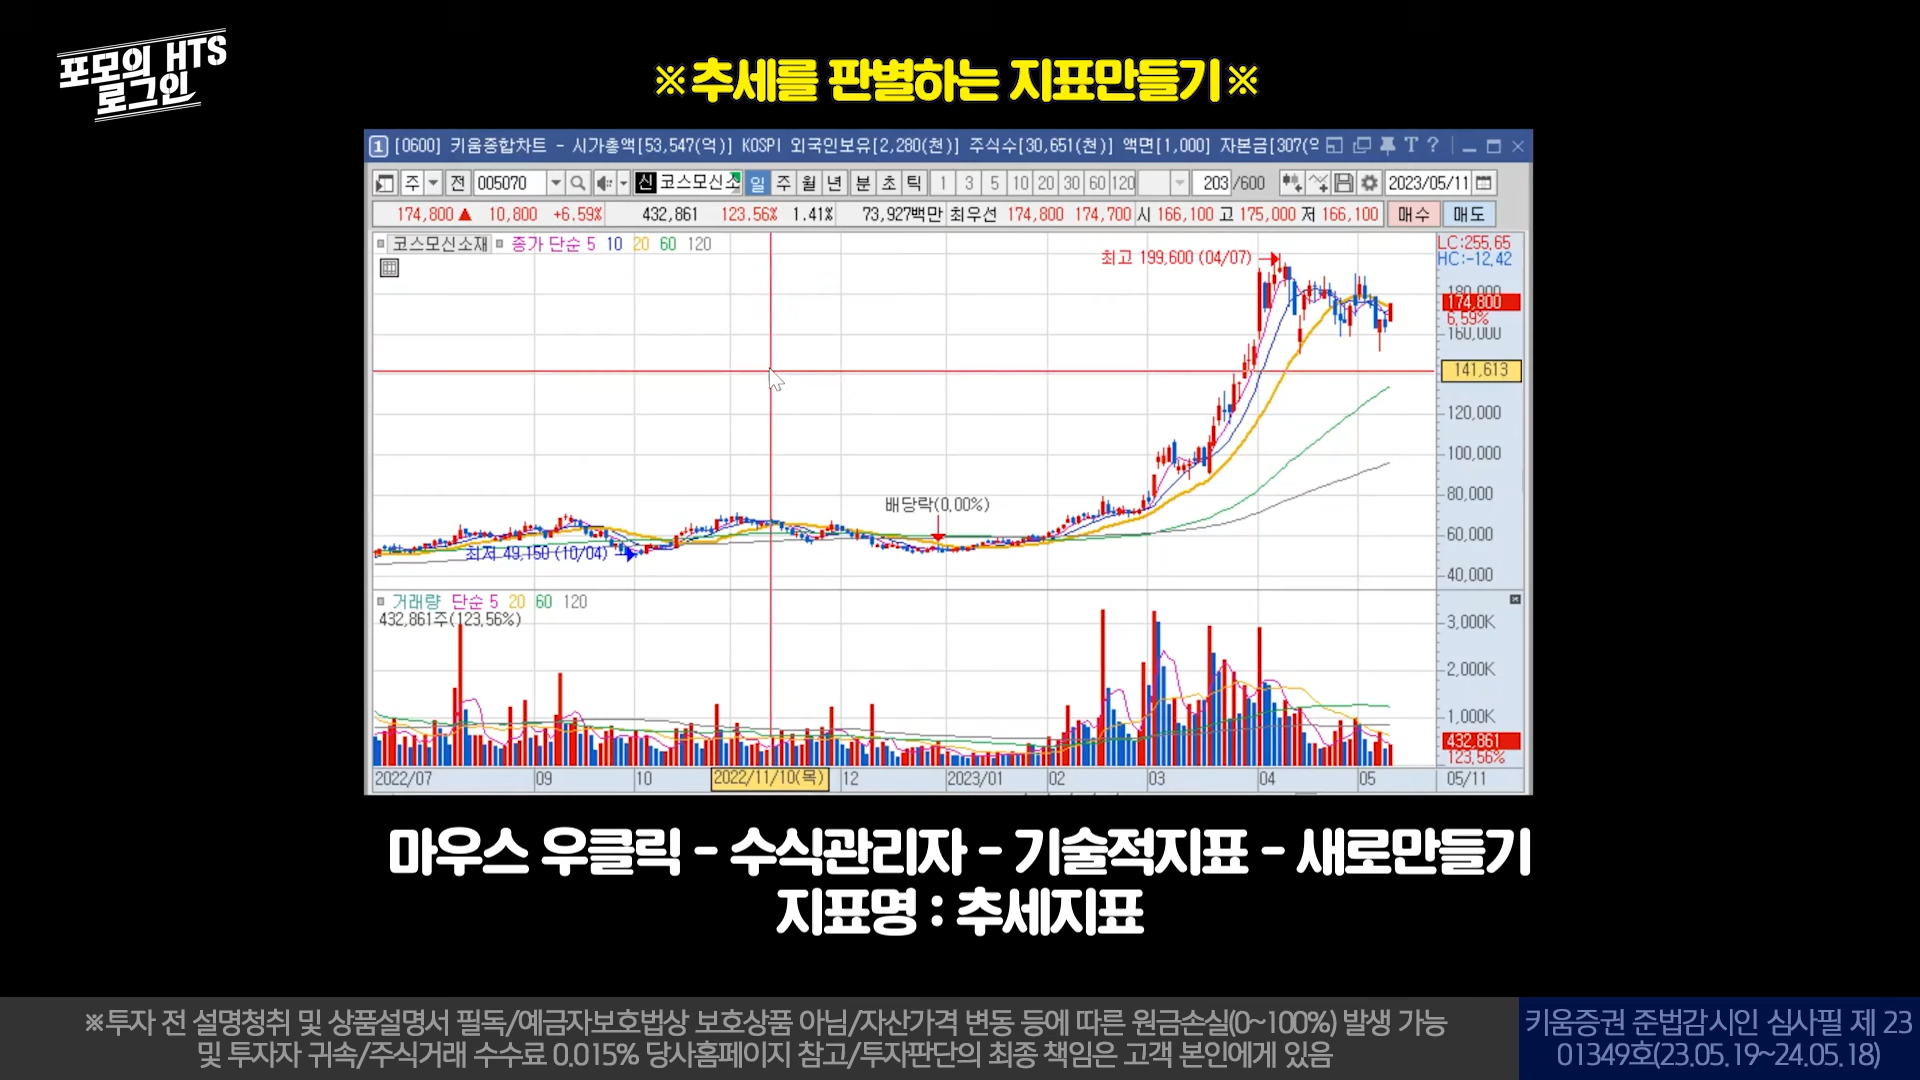 포모의 HTS
로그인
※추세를 판별하는 지표만들기※
1 [0600] 키움종합차트 - 시가총액[53,547(억)] KOSPI 외국인보유[2,280(천)] 주식수[30,651(천)] 액면[1,000] 자본금[307(억
주 전 005070 신 코스모신소 일 주 월 년 분 초 틱 1 3 5 10 20 30 60 120 203 /600 2023/05/11
174,800 ▲ 10,800 +6.59% 432,861 123.56% 1.41% 73,927백만 최우선 174,800 174,700 시 166,100 고 175,000 저 166,100 매수 매도
코스모신소재 종가 단순 5 10 20 60 120
LC:255.65
HC:-12.42
최고 199,600 (04/07)
180,000
174,800
6.59%
160,000
141,613
120,000
100,000
80,000
배당락(0.00%)
60,000
최저 49,150 (10/04)
40,000
거래량 단순 5 20 60 120
432,861주(123.56%)
3,000K
2,000K
1,000K
432,861
123.56%
2022/07 09 10 2022/11/10(목) 12 2023/01 02 03 04 05 05/11
마우스 우클릭 - 수식관리자 - 기술적지표 - 새로만들기
지표명 : 추세지표
※투자 전 설명청취 및 상품설명서 필독/예금자보호법상 보호상품 아님/자산가격 변동 등에 따른 원금손실(0~100%) 발생 가능
및 투자자 귀속/주식거래 수수료 0.015% 당사홈페이지 참고/투자판단의 최종 책임은 고객 본인에게 있음
키움증권 준법감시인 심사필 제 23
01349호(23.05.19~24.05.18)